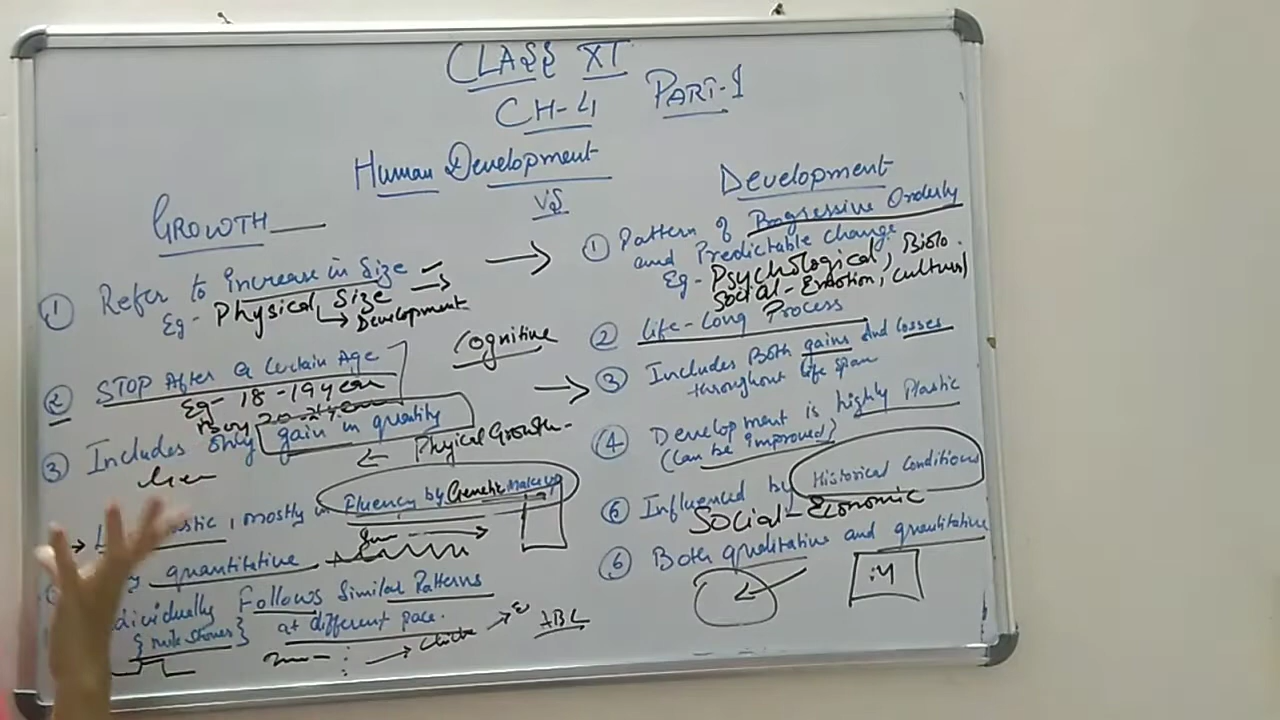 CLASS XI
CH-4 PART-1
Human Development
VS
GROWTH
① Refer to Increase in Size
Eg- Physical Size
Development
② STOP After a Certain Age
Eg- 18-19 year
③ Includes only gain in quantity
Physical Growth-
Cognitive
mostly in Fluency by Genetic Makeup
quantitative
Follows Similar Patterns
{milestones} at different pace.
ABC
Development
① Pattern of Progressive Orderly
and Predictable change
Eg- Psychological, Biolo.
Social-Emotion, Cultural
② Life-Long Process
③ Includes Both gains and losses
throughout life span
④ Development is highly Plastic
(Can be improved)
⑥ Influenced by Historical Conditions
Social-Economic
⑥ Both qualitative and quantitative